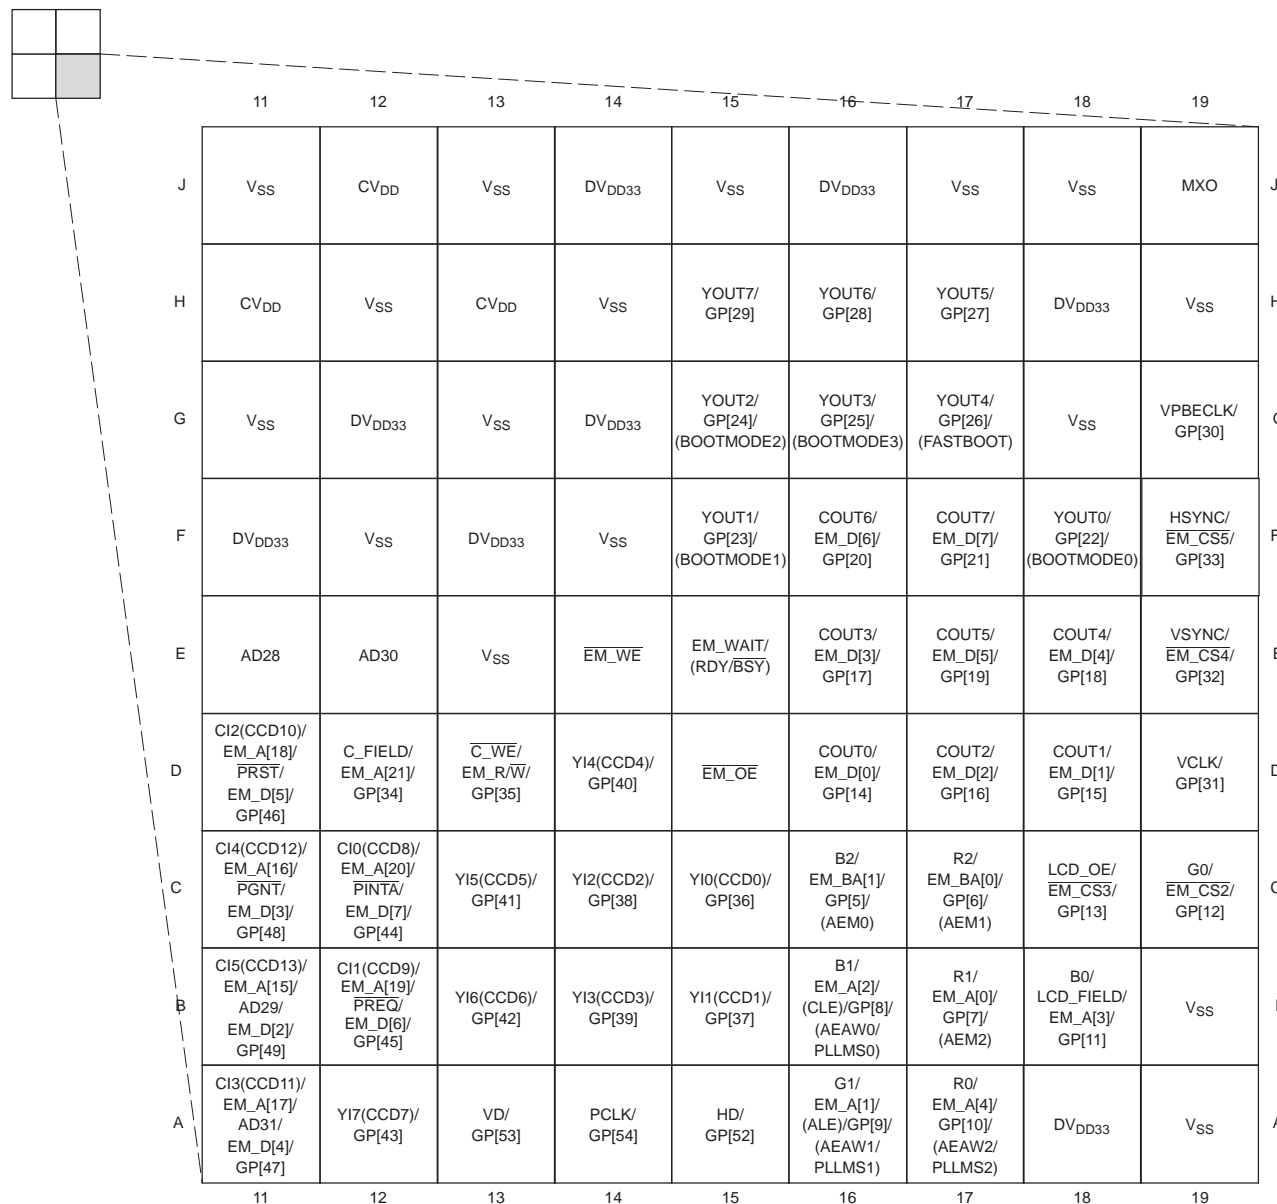 11 12 13 14 15 16 17 18 19
J VSS CVDD VSS DVDD33 VSS DVDD33 VSS VSS MXO J
H CVDD VSS CVDD VSS YOUT7/ GP[29] YOUT6/ GP[28] YOUT5/ GP[27] DVDD33 VSS H
G VSS DVDD33 VSS DVDD33 YOUT2/ GP[24]/ (BOOTMODE2) YOUT3/ GP[25]/ (BOOTMODE3) YOUT4/ GP[26]/ (FASTBOOT) VSS VPBECLK/ GP[30]
F DVDD33 VSS DVDD33 VSS YOUT1/ GP[23]/ (BOOTMODE1) COUT6/ EM_D[6]/ GP[20] COUT7/ EM_D[7]/ GP[21] YOUT0/ GP[22]/ (BOOTMODE0) HSYNC/ EM_CS5/ GP[33] F
E AD28 AD30 VSS EM_WE EM_WAIT/ (RDY/BSY) COUT3/ EM_D[3]/ GP[17] COUT5/ EM_D[5]/ GP[19] COUT4/ EM_D[4]/ GP[18] VSYNC/ EM_CS4/ GP[32] E
D CI2(CCD10)/ EM_A[18]/ PRST/ EM_D[5]/ GP[46] C_FIELD/ EM_A[21]/ GP[34] C_WE/ EM_R/W/ GP[35] YI4(CCD4)/ GP[40] EM_OE COUT0/ EM_D[0]/ GP[14] COUT2/ EM_D[2]/ GP[16] COUT1/ EM_D[1]/ GP[15] VCLK/ GP[31] D
C CI4(CCD12)/ EM_A[16]/ PGNT/ EM_D[3]/ GP[48] CI0(CCD8)/ EM_A[20]/ PINTA/ EM_D[7]/ GP[44] YI5(CCD5)/ GP[41] YI2(CCD2)/ GP[38] YI0(CCD0)/ GP[36] B2/ EM_BA[1]/ GP[5]/ (AEM0) R2/ EM_BA[0]/ GP[6]/ (AEM1) LCD_OE/ EM_CS3/ GP[13] G0/ EM_CS2/ GP[12]
B CI5(CCD13)/ EM_A[15]/ AD29/ EM_D[2]/ GP[49] CI1(CCD9)/ EM_A[19]/ PREQ/ EM_D[6]/ GP[45] YI6(CCD6)/ GP[42] YI3(CCD3)/ GP[39] YI1(CCD1)/ GP[37] B1/ EM_A[2]/ (CLE)/GP[8]/ (AEAW0/ PLLMS0) R1/ EM_A[0]/ GP[7]/ (AEM2) B0/ LCD_FIELD/ EM_A[3]/ GP[11] VSS
A CI3(CCD11)/ EM_A[17]/ AD31/ EM_D[4]/ GP[47] YI7(CCD7)/ GP[43] VD/ GP[53] PCLK/ GP[54] HD/ GP[52] G1/ EM_A[1]/ (ALE)/GP[9]/ (AEAW1/ PLLMS1) R0/ EM_A[4]/ GP[10]/ (AEAW2/ PLLMS2) DVDD33 VSS A
11 12 13 14 15 16 17 18 19